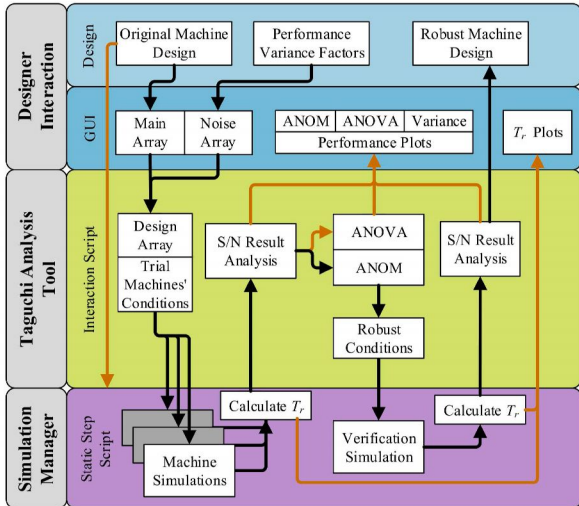 Designer
Interaction
Design
Original Machine
Design
Performance
Variance Factors
Robust Machine
Design
GUI
Main
Array
Noise
Array
ANOM
ANOVA
Variance
Performance Plots
Tr Plots
Taguchi Analysis
Tool
Interaction Script
Design
Array
Trial
Machines'
Conditions
S/N Result
Analysis
ANOVA
ANOM
Robust
Conditions
S/N Result
Analysis
Simulation
Manager
Static Step
Script
Machine
Simulations
Calculate Tr
Verification
Simulation
Calculate Tr